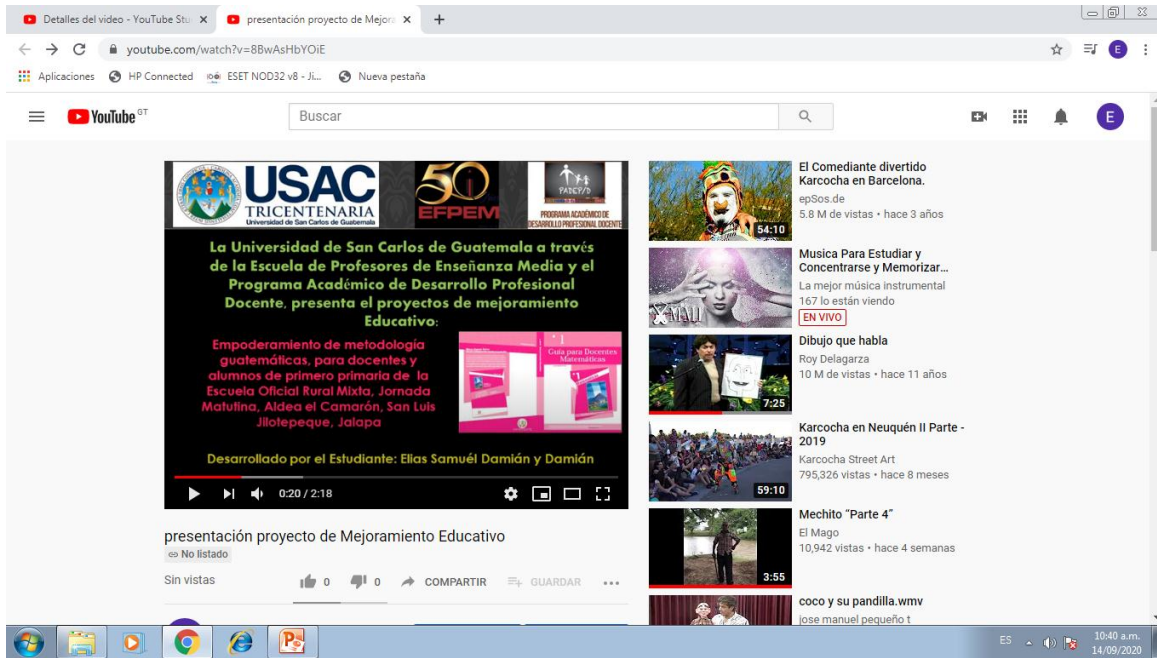 Detalles del video - YouTube Stu
presentación proyecto de Mejora
youtube.com/watch?v=8BwAsHbYOiE
E
Aplicaciones
HP Connected
ESET NOD32 v8 - Ji...
Nueva pestaña
YouTube GT
Buscar
E
USAC
TRICENTENARIA
Universidad de San Carlos de Guatemala
50
EFPEM
PADEP/D
PROGRAMA ACADÉMICO DE
DESARROLLO PROFESIONAL DOCENTE
La Universidad de San Carlos de Guatemala a través
de la Escuela de Profesores de Enseñanza Media y el
Programa Académico de Desarrollo Profesional
Docente, presenta el proyectos de mejoramiento
Educativo:
Empoderamiento de metodología
guatemáticas, para docentes y
alumnos de primero primaria de la
Escuela Oficial Rural Mixta, Jornada
Matutina, Aldea el Camarón, San Luis
Jilotepeque, Jalapa
1
Guía para Docentes
Matemáticas
Desarrollado por el Estudiante: Elias Samuél Damián y Damián
0:20 / 2:18
presentación proyecto de Mejoramiento Educativo
No listado
Sin vistas
0
0
COMPARTIR
GUARDAR
54:10
El Comediante divertido
Karcocha en Barcelona.
epSos.de
5.8 M de vistas • hace 3 años
Musica Para Estudiar y
Concentrarse y Memorizar...
La mejor música instrumental
167 lo están viendo
EN VIVO
Dibujo que habla
Roy Delagarza
10 M de vistas • hace 11 años
7:25
Karcocha en Neuquén II Parte -
2019
Karcocha Street Art
795,326 vistas • hace 8 meses
59:10
Mechito "Parte 4"
El Mago
10,942 vistas • hace 4 semanas
3:55
coco y su pandilla.wmv
jose manuel pequeño t
ES
10:40 a.m.
14/09/2020